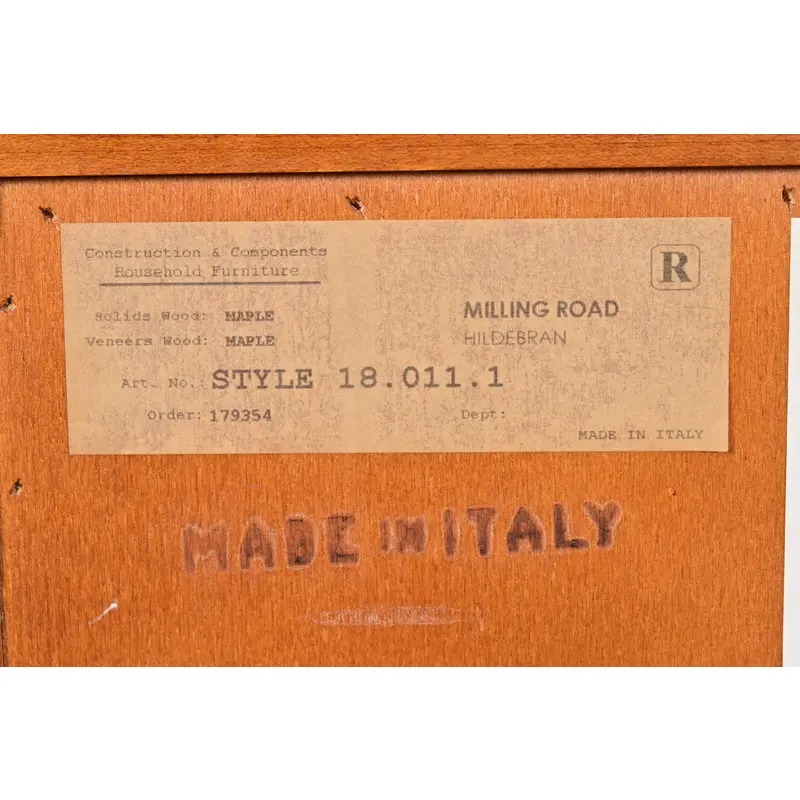 Construction & Components
Household Furniture
R
Solids Wood: MAPLE
MILLING ROAD
Veneers Wood: MAPLE
HILDEBRAN
Art. No.: STYLE 18.011.1
Order: 179354
Dept:
MADE IN ITALY
MADE IN ITALY